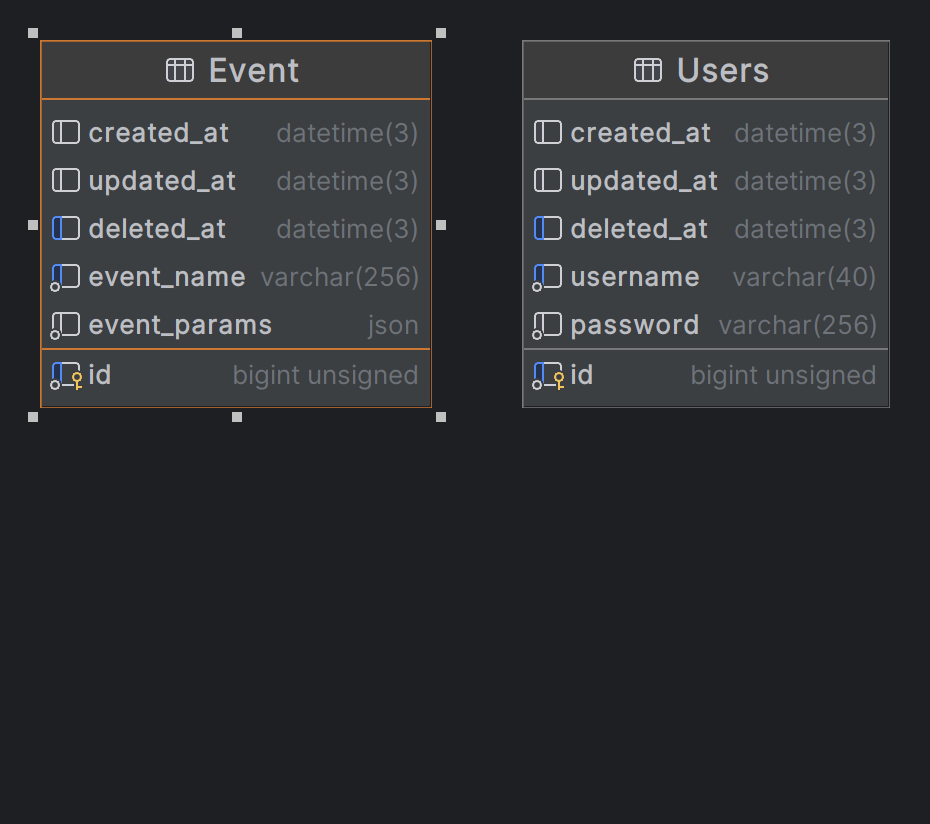 Event
created_at datetime(3)
updated_at datetime(3)
deleted_at datetime(3)
event_name varchar(256)
event_params json
id bigint unsigned
Users
created_at datetime(3)
updated_at datetime(3)
deleted_at datetime(3)
username varchar(40)
password varchar(256)
id bigint unsigned